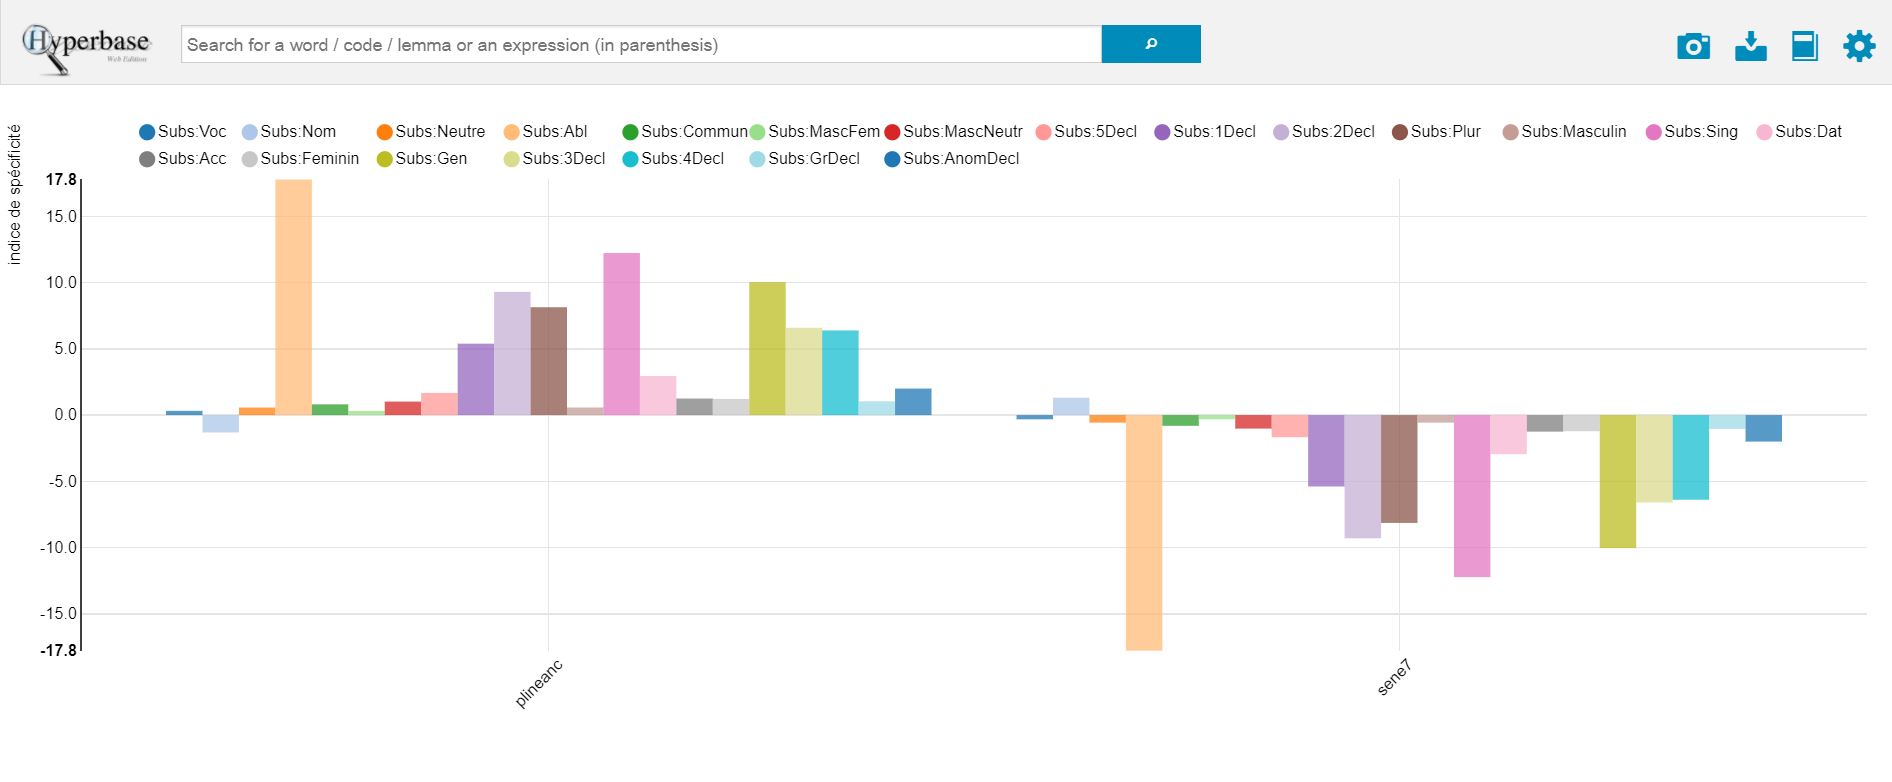 Hyperbase
Web Edition
Search for a word / code / lemma or an expression (in parenthesis)
Subs:Voc Subs:Nom Subs:Neutre Subs:Abl Subs:Commun Subs:MascFem Subs:MascNeutr Subs:5Decl Subs:1Decl Subs:2Decl Subs:Plur Subs:Masculin Subs:Sing Subs:Dat
Subs:Acc Subs:Feminin Subs:Gen Subs:3Decl Subs:4Decl Subs:GrDecl Subs:AnomDecl
indice de spécificité
17.8
15.0
10.0
5.0
0.0
-5.0
-10.0
-15.0
-17.8
plineanc
sene7